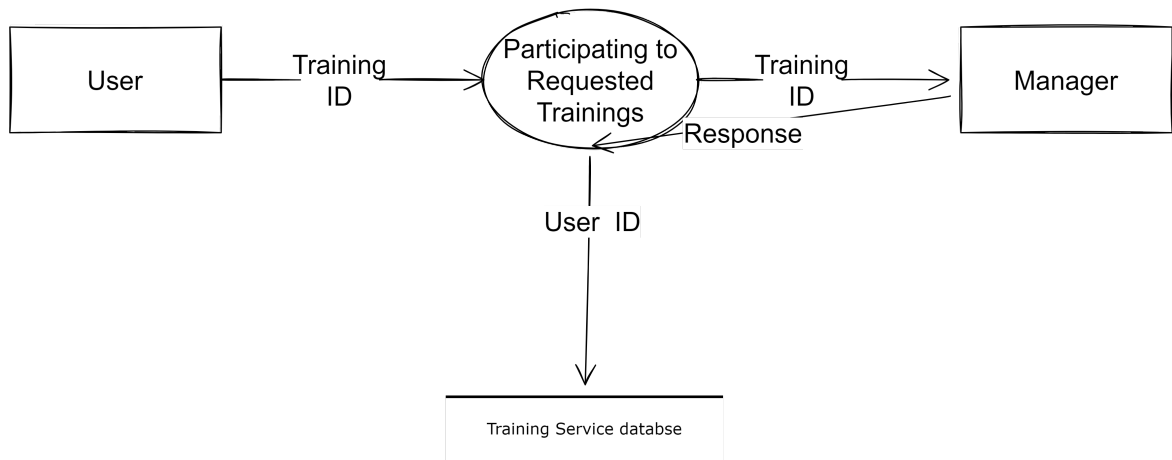 User
Training
ID
Participating to
Requested
Trainings
Training
ID
Manager
Response
User ID
Training Service databse